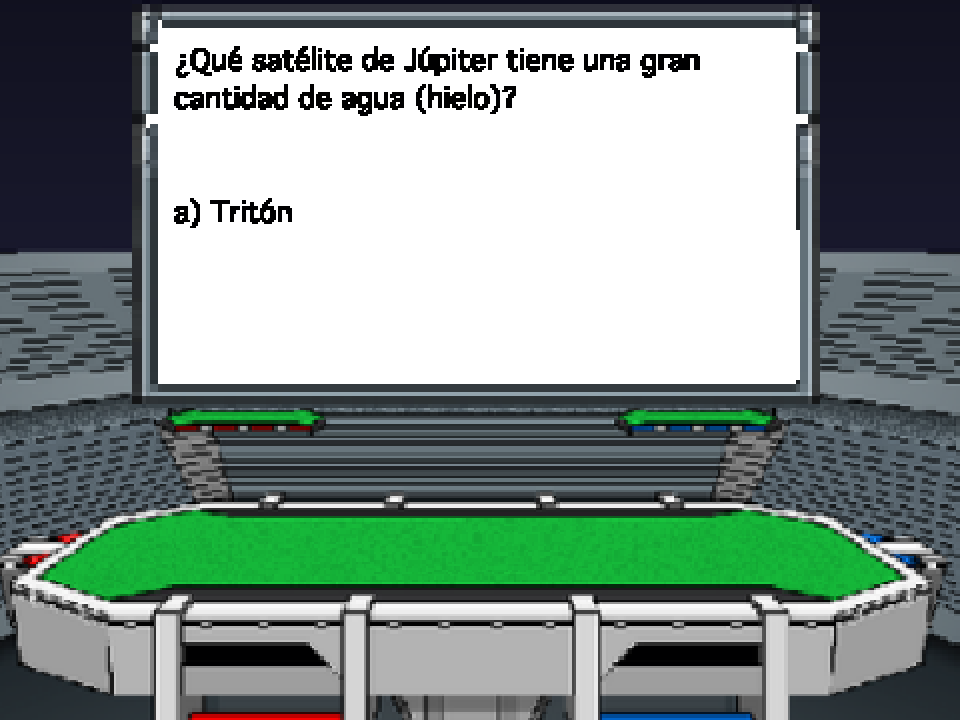 ¿Qué satélite de Júpiter tiene una gran
cantidad de agua (hielo)?
a) Tritón